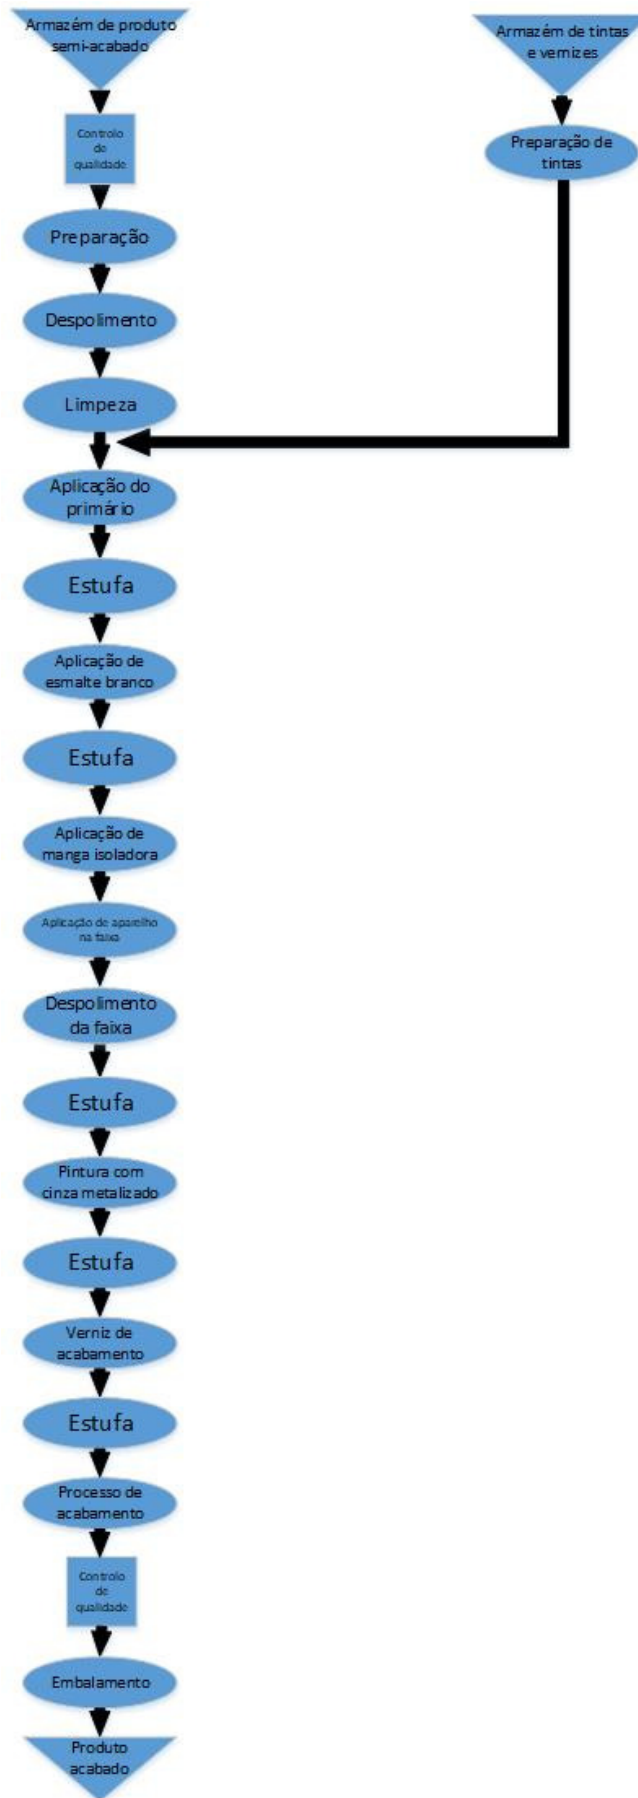 Armazém de produto
semi-acabado
Armazém de tintas
e vernizes
Controlo
de
qualidade
Preparação de
tintas
Preparação
Despolimento
Limpeza
Aplicação do
primário
Estufa
Aplicação de
esmalte branco
Estufa
Aplicação de
manga isoladora
Aplicação de aparelho
na faixa
Despolimento
da faixa
Estufa
Pintura com
cinza metalizado
Estufa
Verniz de
acabamento
Estufa
Processo de
acabamento
Controlo
de
qualidade
Embalamento
Produto
acabado